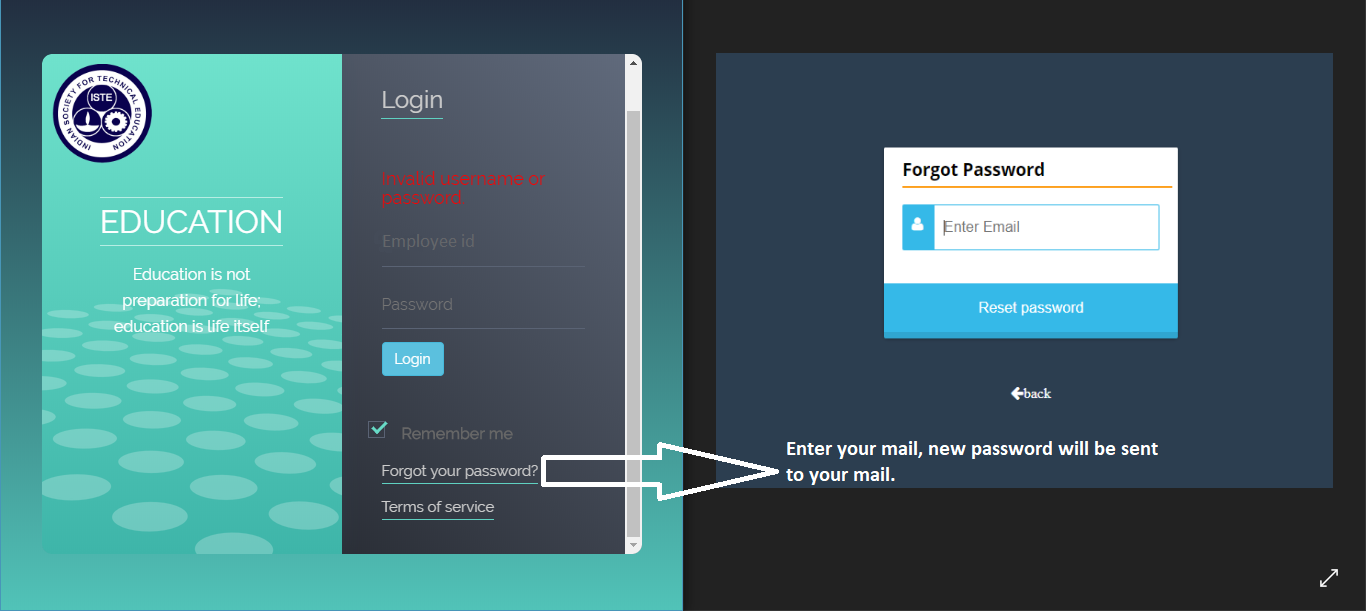 INDIAN SOCIETY FOR TECHNICAL EDUCATION
ISTE
EDUCATION
Education is not
preparation for life;
education is life itself
Login
Invalid username or
password
Employee id
Password
Login
Remember me
Forgot your password?
Terms of service
Forgot Password
Enter Email
Reset password
back
Enter your mail, new password will be sent
to your mail.